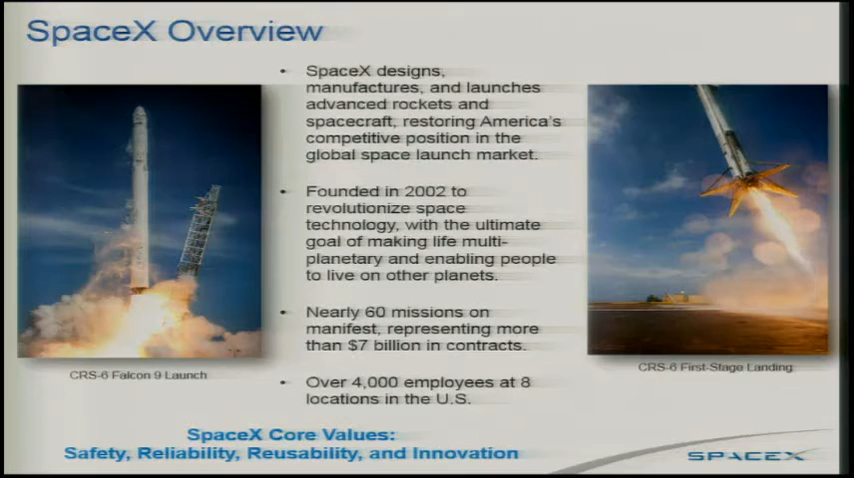 SpaceX Overview
• SpaceX designs,
manufactures, and launches
advanced rockets and
spacecraft, restoring America's
competitive position in the
global space launch market.
• Founded in 2002 to
revolutionize space
technology, with the ultimate
goal of making life multi-
planetary and enabling people
to live on other planets.
• Nearly 60 missions on
manifest, representing more
than $7 billion in contracts.
• Over 4,000 employees at 8
locations in the U.S.
CRS-6 Falcon 9 Launch
CRS-6 First-Stage Landing
SpaceX Core Values:
Safety, Reliability, Reusability, and Innovation
SPACEX